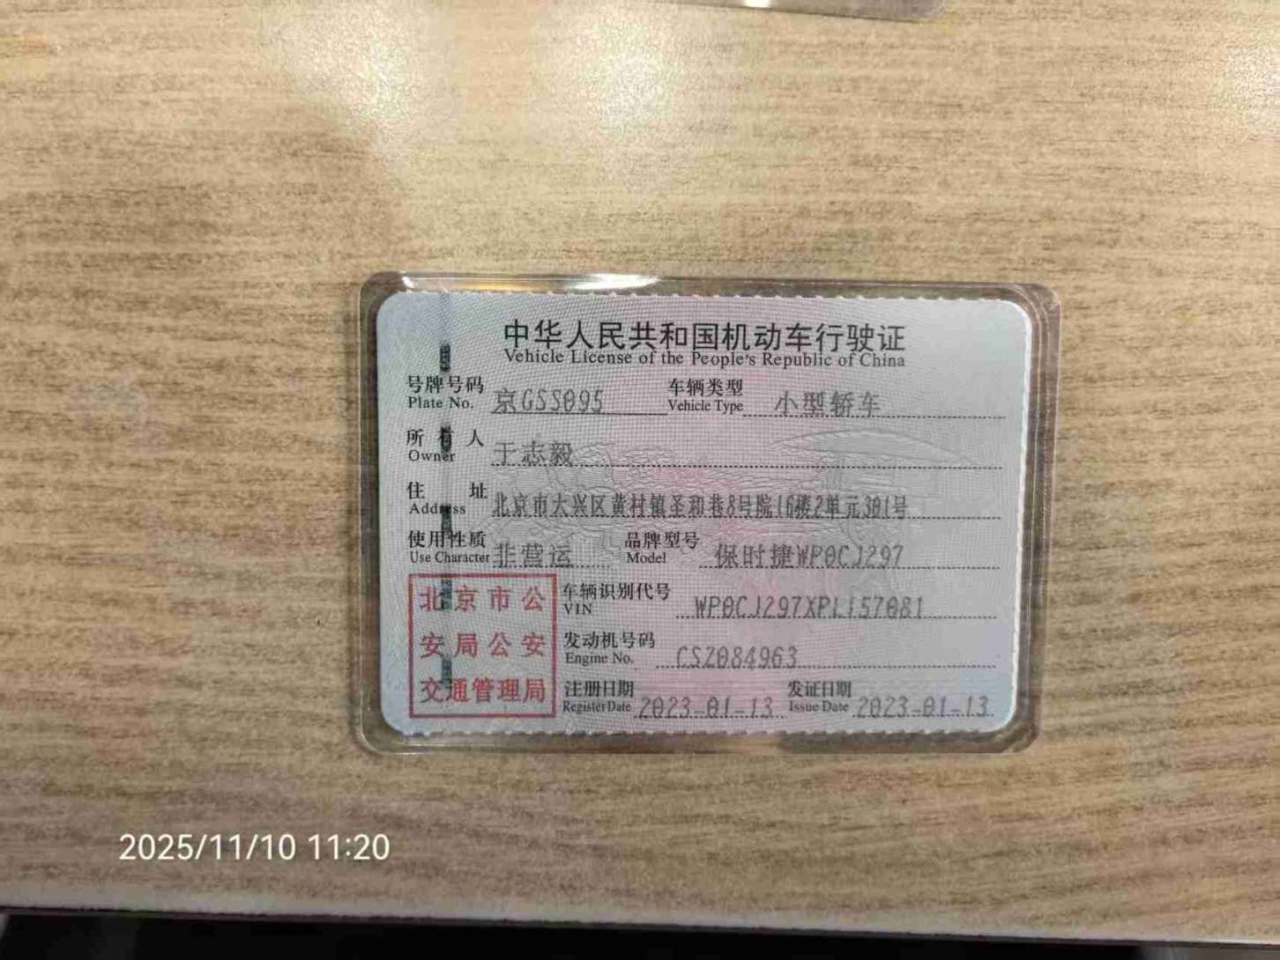 中华人民共和国机动车行驶证
Vehicle License of the People's Republic of China
号牌号码 京GSS095 车辆类型 小型轿车
Plate No. Vehicle Type
所有人 于志毅
Owner
住址 北京市大兴区黄村镇圣和巷8号院16楼2单元301号
Address
使用性质 非营运 品牌型号 保时捷WP0CJ297
Use Character Model
北京市公安局公安交通管理局
车辆识别代号 WP0CJ297XPL157081
VIN
发动机号码 CSZ084963
Engine No.
注册日期 2023-01-13 发证日期 2023-01-13
Register Date Issue Date
2025/11/10 11:20